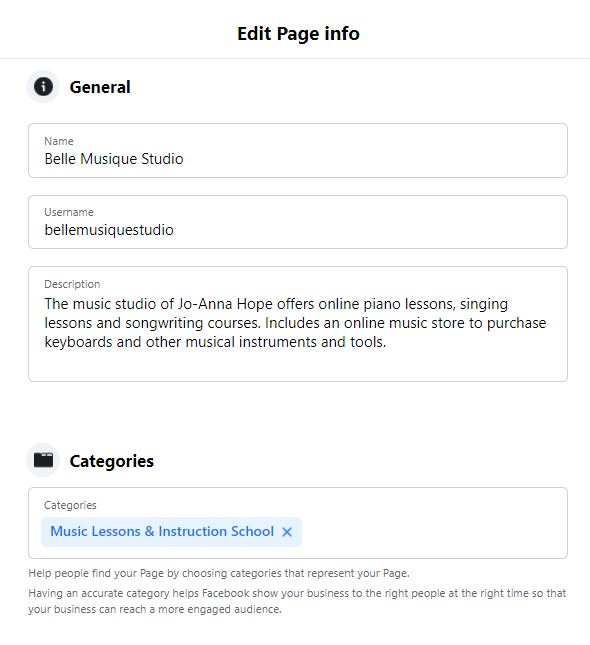 Edit Page info
General
Name
Belle Musique Studio
Username
bellemusiquestudio
Description
The music studio of Jo-Anna Hope offers online piano lessons, singing
lessons and songwriting courses. Includes an online music store to purchase
keyboards and other musical instruments and tools.
Categories
Categories
Music Lessons & Instruction School ×
Help people find your Page by choosing categories that represent your Page.
Having an accurate category helps Facebook show your business to the right people at the right time so that
your business can reach a more engaged audience.